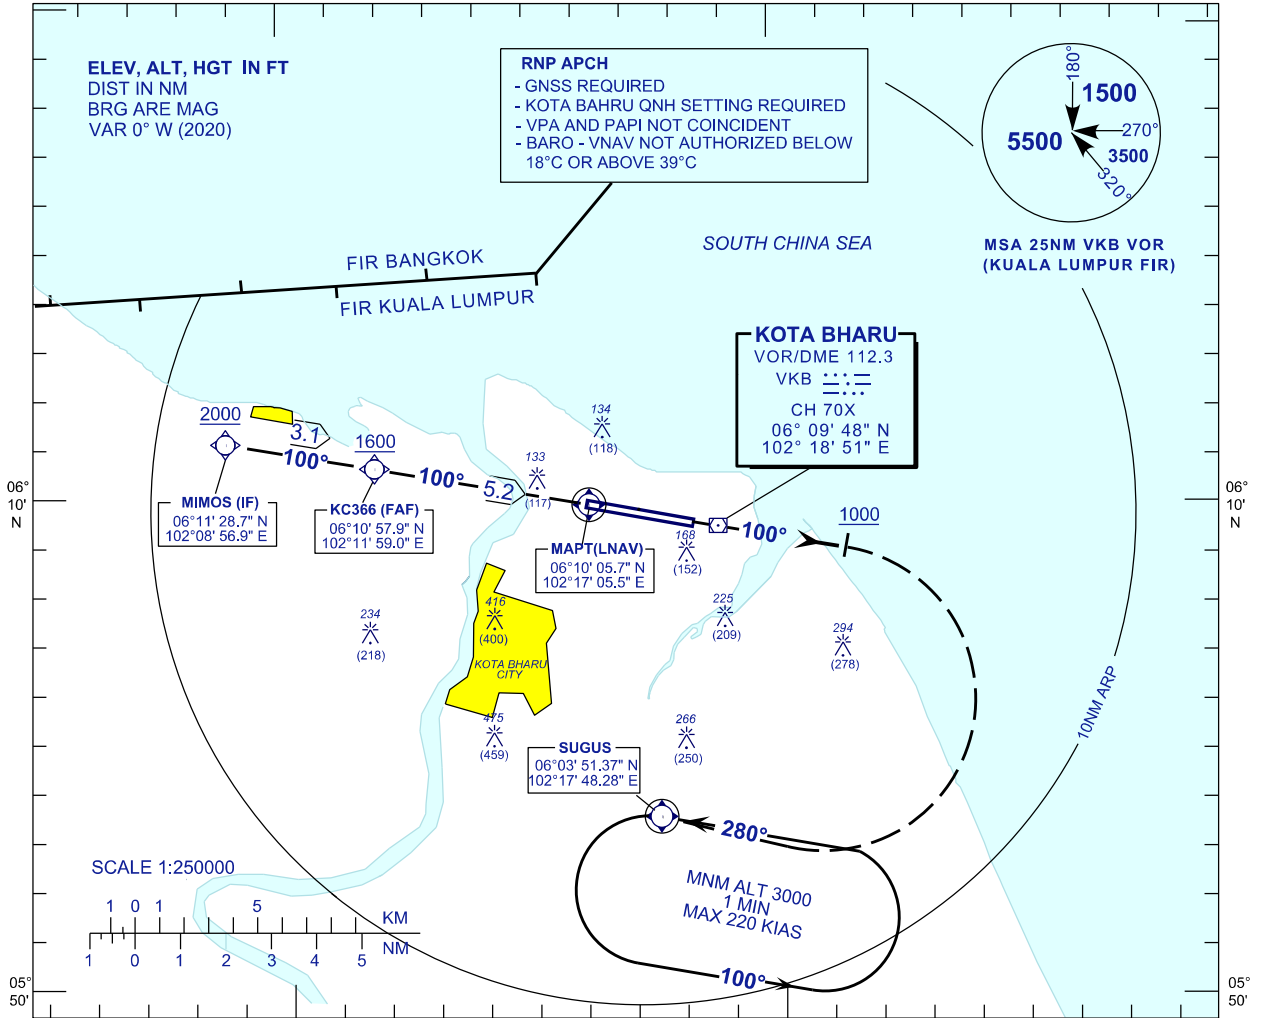 ELEV, ALT, HGT IN FT
DIST IN NM
BRG ARE MAG
VAR 0° W (2020)
RNP APCH
- GNSS REQUIRED
- KOTA BAHRU QNH SETTING REQUIRED
- VPA AND PAPI NOT COINCIDENT
- BARO - VNAV NOT AUTHORIZED BELOW
18°C OR ABOVE 39°C
180°
1500
270°
5500
3500
320°
MSA 25NM VKB VOR
(KUALA LUMPUR FIR)
SOUTH CHINA SEA
FIR BANGKOK
FIR KUALA LUMPUR
KOTA BHARU
VOR/DME 112.3
VKB
CH 70X
06° 09' 48" N
102° 18' 51" E
2000
3.1
1600
100°
100°
5.2
MIMOS (IF)
06°11' 28.7" N
102°08' 56.9" E
KC366 (FAF)
06°10' 57.9" N
102°11' 59.0" E
133
(117)
134
(118)
MAPT(LNAV)
06°10' 05.7" N
102°17' 05.5" E
168
(152)
100°
1000
06°
10'
N
06°
10'
N
234
(218)
416
(400)
KOTA BHARU
CITY
225
(209)
294
(278)
475
(459)
266
(250)
10NM ARP
SUGUS
06°03' 51.37" N
102°17' 48.28" E
280°
MNM ALT 3000
1 MIN
MAX 220 KIAS
100°
SCALE 1:250000
1 0 1 5 KM
NM
1 0 1 2 3 4 5
05°
50'
05°
50'